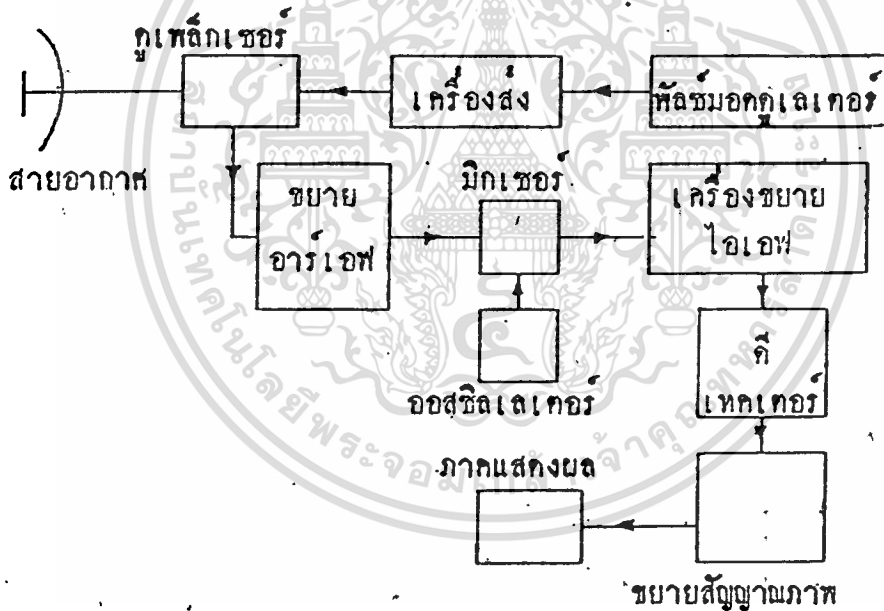 ดูเพล็กเซอร์
เครื่องส่ง
พัลซ์มอดดูเลเตอร์
สายอากาศ
ขยาย
อาร์เอฟ
มิกเซอร์
เครื่องขยาย
ไอเอฟ
ออสซิลเลเตอร์
ดี
เทคเตอร์
ภาคแสดงผล
ขยายสัญญาณภาพ